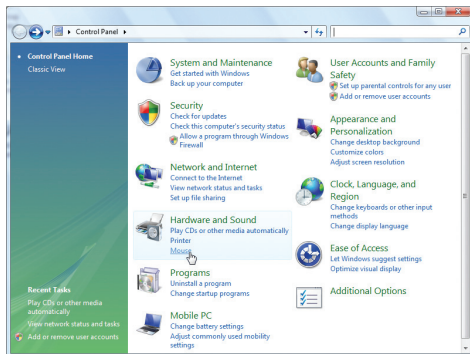 Control Panel
Control Panel Home
Classic View
Recent Tasks
Play CDs or other media
automatically
View network status and tasks
Add or remove user accounts
System and Maintenance
Get started with Windows
Back up your computer
Security
Check for updates
Check this computer's security status
Allow a program through Windows
Firewall
Network and Internet
Connect to the Internet
View network status and tasks
Set up file sharing
Hardware and Sound
Play CDs or other media automatically
Printer
Mouse
Programs
Uninstall a program
Change startup programs
Mobile PC
Change battery settings
Adjust commonly used mobility
settings
User Accounts and Family
Safety
Set up parental controls for any user
Add or remove user accounts
Appearance and
Personalization
Change desktop background
Customize colors
Adjust screen resolution
Clock, Language, and
Region
Change keyboards or other input
methods
Change display language
Ease of Access
Let Windows suggest settings
Optimize visual display
Additional Options